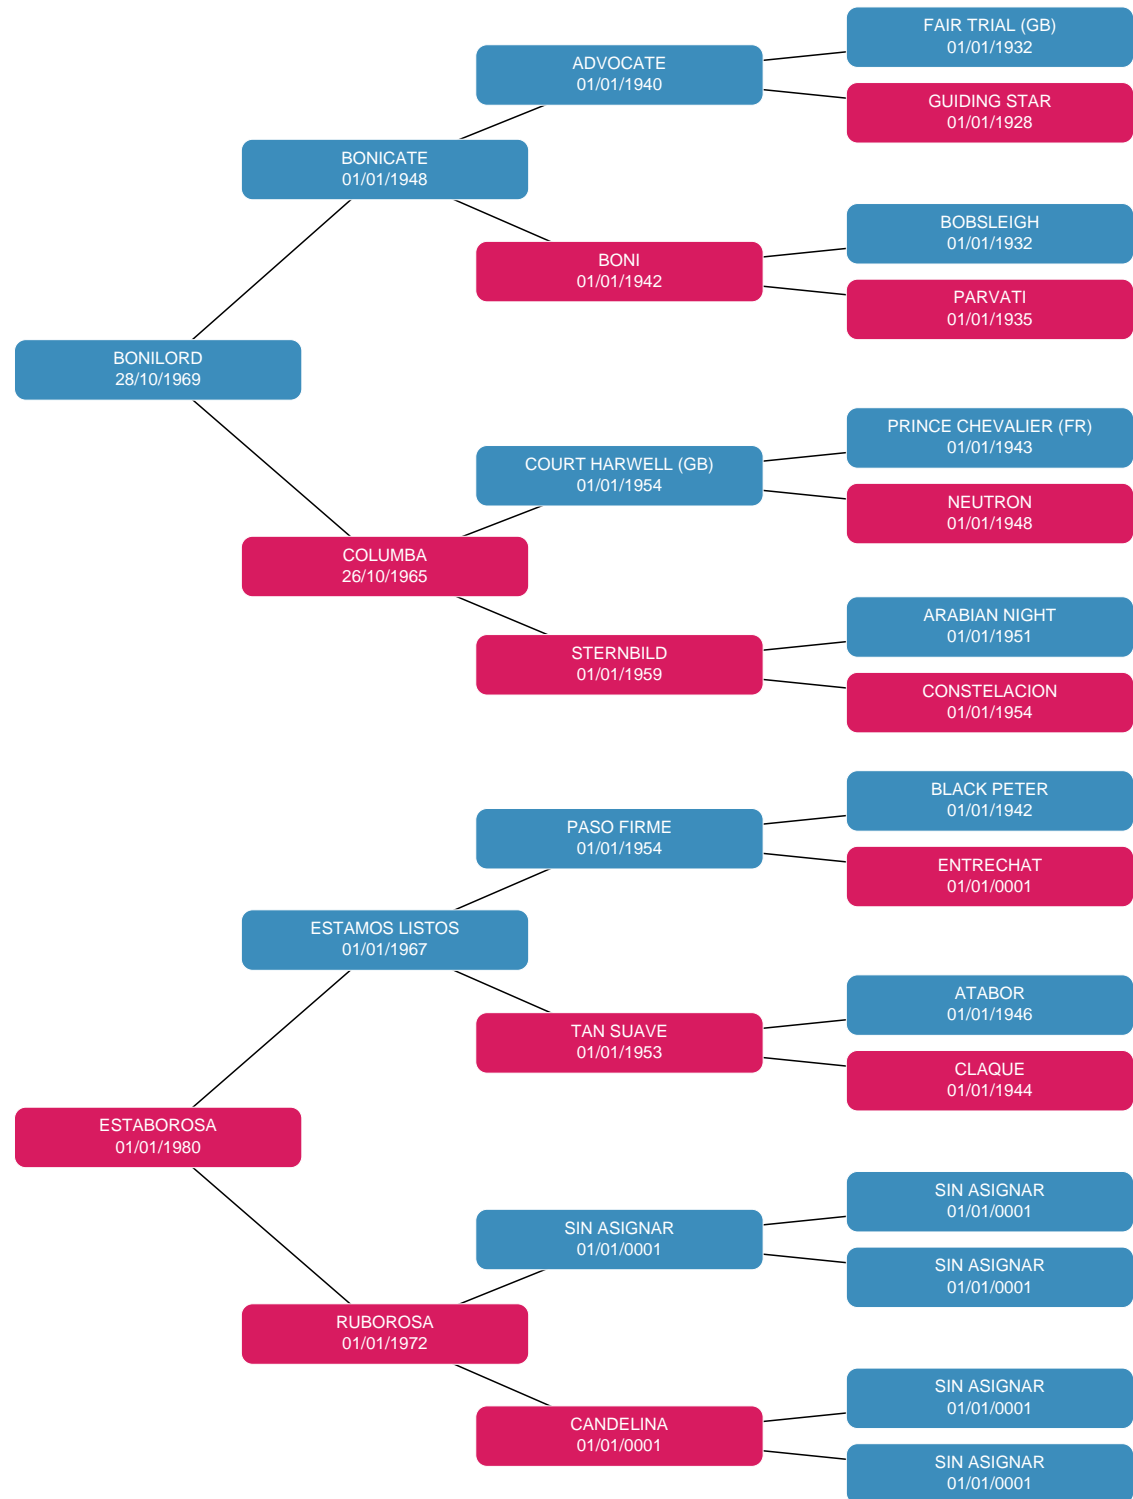 FAIR TRIAL (GB)
01/01/1932
ADVOCATE
01/01/1940
GUIDING STAR
01/01/1928
BONICATE
01/01/1948
BOBSLEIGH
01/01/1932
BONI
01/01/1942
PARVATI
01/01/1935
BONILORD
28/10/1969
PRINCE CHEVALIER (FR)
01/01/1943
COURT HARWELL (GB)
01/01/1954
NEUTRON
01/01/1948
COLUMBA
26/10/1965
ARABIAN NIGHT
01/01/1951
STERNBILD
01/01/1959
CONSTELACION
01/01/1954
BLACK PETER
01/01/1942
PASO FIRME
01/01/1954
ENTRECHAT
01/01/0001
ESTAMOS LISTOS
01/01/1967
ATABOR
01/01/1946
TAN SUAVE
01/01/1953
CLAQUE
01/01/1944
ESTABOROSA
01/01/1980
SIN ASIGNAR
01/01/0001
SIN ASIGNAR
01/01/0001
SIN ASIGNAR
01/01/0001
RUBOROSA
01/01/1972
SIN ASIGNAR
01/01/0001
CANDELINA
01/01/0001
SIN ASIGNAR
01/01/0001